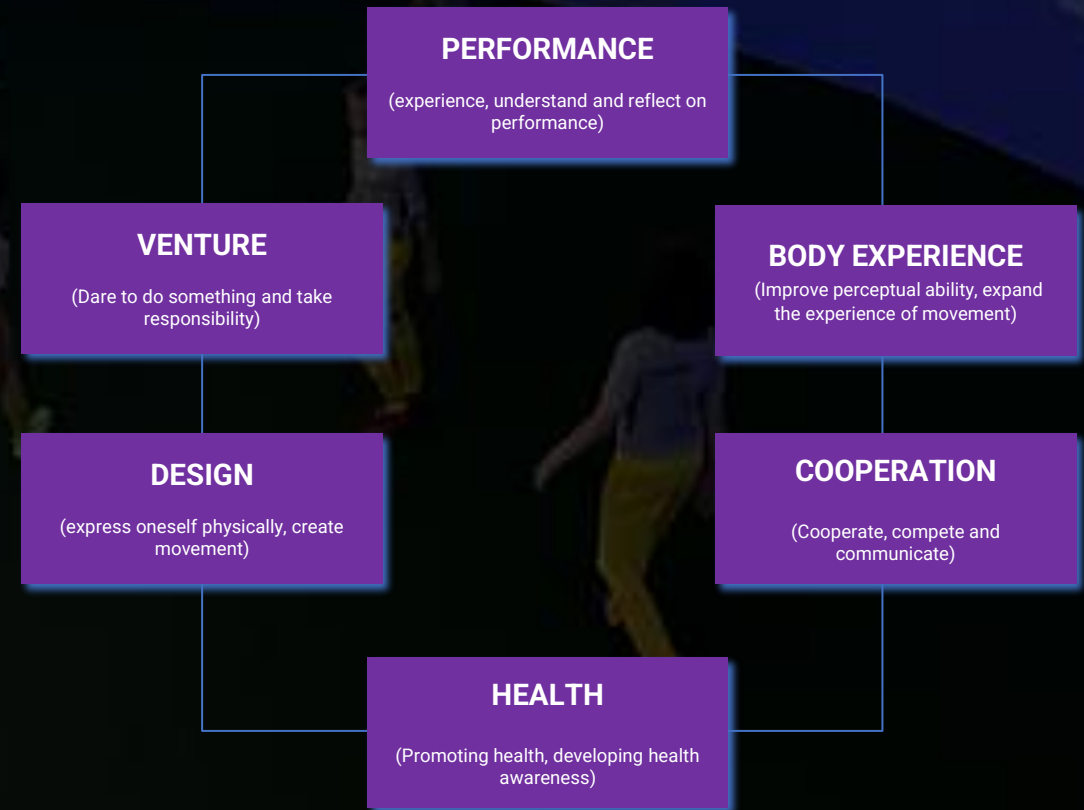 PERFORMANCE
(experience, understand and reflect on
performance)
VENTURE
(Dare to do something and take
responsibility)
BODY EXPERIENCE
(Improve perceptual ability, expand
the experience of movement)
DESIGN
(express oneself physically, create
movement)
COOPERATION
(Cooperate, compete and
communicate)
HEALTH
(Promoting health, developing health
awareness)